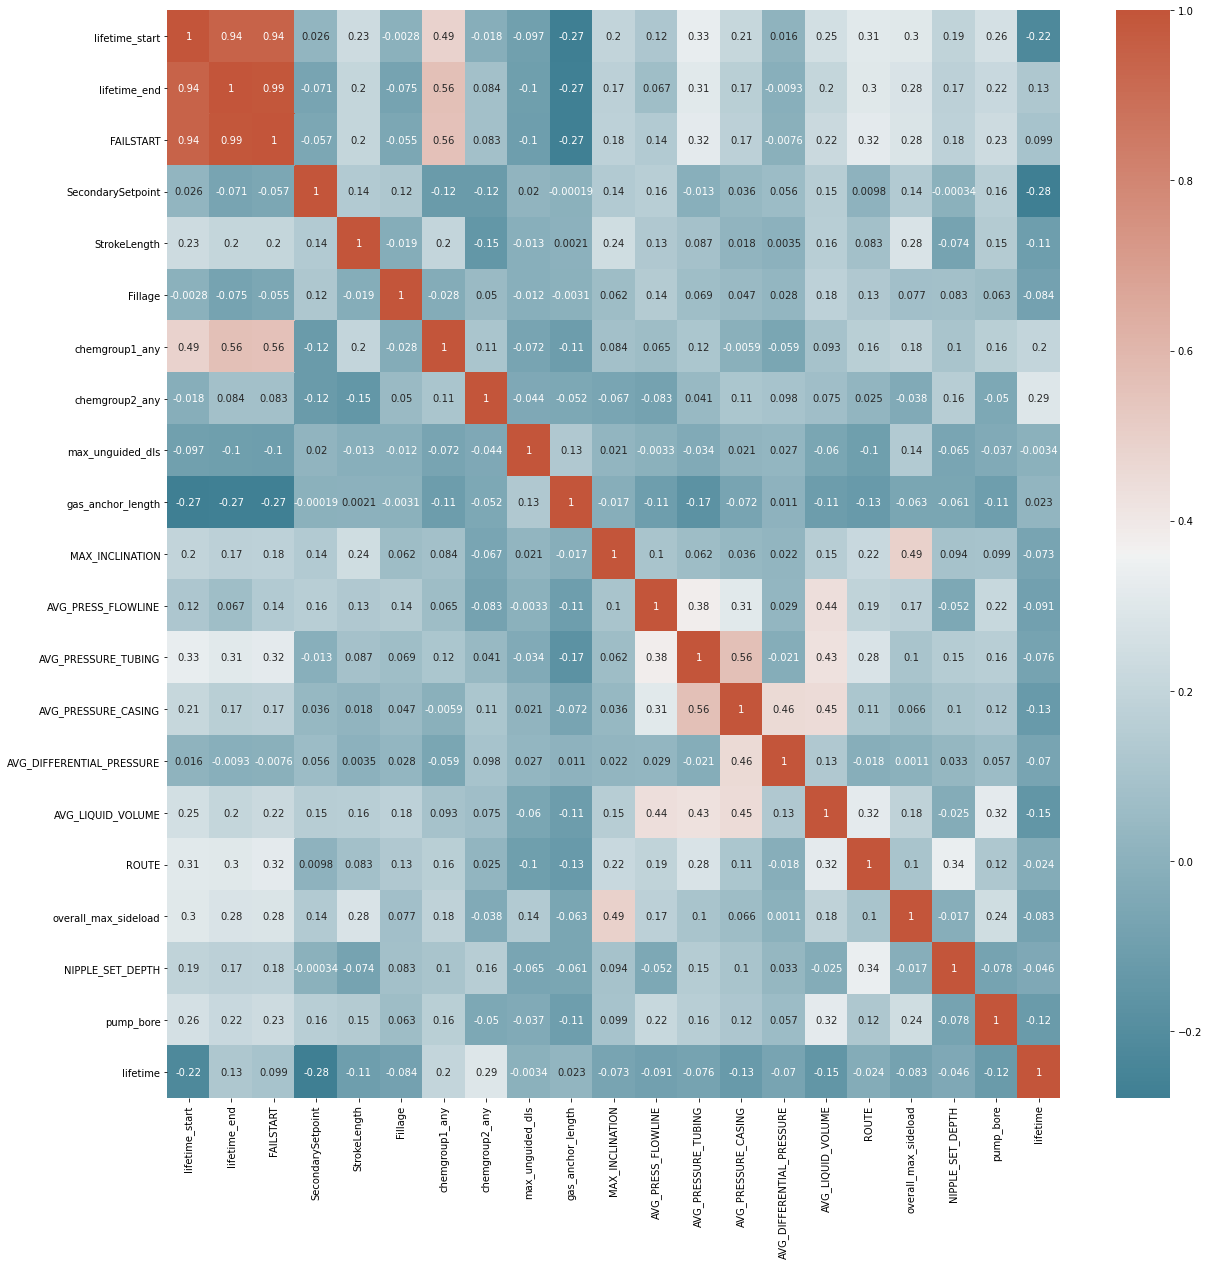 lifetime_start 1 0.94 0.94 0.026 0.23 -0.0028 0.49 -0.018 -0.097 -0.27 0.2 0.12 0.33 0.21 0.016 0.25 0.31 0.3 0.19 0.26 -0.22
lifetime_end 0.94 1 0.99 -0.071 0.2 -0.075 0.56 0.084 -0.1 -0.27 0.17 0.067 0.31 0.17 -0.0093 0.2 0.3 0.28 0.17 0.22 0.13
FAILSTART 0.94 0.99 1 -0.057 0.2 -0.055 0.56 0.083 -0.1 -0.27 0.18 0.14 0.32 0.17 -0.0076 0.22 0.32 0.28 0.18 0.23 0.099
SecondarySetpoint 0.026 -0.071 -0.057 1 0.14 0.12 -0.12 -0.12 0.02 -0.00019 0.14 0.16 -0.013 0.036 0.056 0.15 0.0098 0.14 -0.00034 0.16 -0.28
StrokeLength 0.23 0.2 0.2 0.14 1 -0.019 0.2 -0.15 -0.013 0.0021 0.24 0.13 0.087 0.018 0.0035 0.16 0.083 0.28 -0.074 0.15 -0.11
Fillage -0.0028 -0.075 -0.055 0.12 -0.019 1 -0.028 0.05 -0.012 -0.0031 0.062 0.14 0.069 0.047 0.028 0.18 0.13 0.077 0.083 0.063 -0.084
chemgroup1_any 0.49 0.56 0.56 -0.12 0.2 -0.028 1 0.11 -0.072 -0.11 0.084 0.065 0.12 -0.0059 -0.059 0.093 0.16 0.18 0.1 0.16 0.2
chemgroup2_any -0.018 0.084 0.083 -0.12 -0.15 0.05 0.11 1 -0.044 -0.052 -0.067 -0.083 0.041 0.11 0.098 0.075 0.025 -0.038 0.16 -0.05 0.29
max_unguided_dls -0.097 -0.1 -0.1 0.02 -0.013 -0.012 -0.072 -0.044 1 0.13 0.021 -0.0033 -0.034 0.021 0.027 -0.06 -0.1 0.14 -0.065 -0.037 -0.0034
gas_anchor_length -0.27 -0.27 -0.27 -0.00019 0.0021 -0.0031 -0.11 -0.052 0.13 1 -0.017 -0.11 -0.17 -0.072 0.011 -0.11 -0.13 -0.063 -0.061 -0.11 0.023
MAX_INCLINATION 0.2 0.17 0.18 0.14 0.24 0.062 0.084 -0.067 0.021 -0.017 1 0.1 0.062 0.036 0.022 0.15 0.22 0.49 0.094 0.099 -0.073
AVG_PRESS_FLOWLINE 0.12 0.067 0.14 0.16 0.13 0.14 0.065 -0.083 -0.0033 -0.11 0.1 1 0.38 0.31 0.029 0.44 0.19 0.17 -0.052 0.22 -0.091
AVG_PRESSURE_TUBING 0.33 0.31 0.32 -0.013 0.087 0.069 0.12 0.041 -0.034 -0.17 0.062 0.38 1 0.56 -0.021 0.43 0.28 0.1 0.15 0.16 -0.076
AVG_PRESSURE_CASING 0.21 0.17 0.17 0.036 0.018 0.047 -0.0059 0.11 0.021 -0.072 0.036 0.31 0.56 1 0.46 0.45 0.11 0.066 0.1 0.12 -0.13
AVG_DIFFERENTIAL_PRESSURE 0.016 -0.0093 -0.0076 0.056 0.0035 0.028 -0.059 0.098 0.027 0.011 0.022 0.029 -0.021 0.46 1 0.13 -0.018 0.0011 0.033 0.057 -0.07
AVG_LIQUID_VOLUME 0.25 0.2 0.22 0.15 0.16 0.18 0.093 0.075 -0.06 -0.11 0.15 0.44 0.43 0.45 0.13 1 0.32 0.18 -0.025 0.32 -0.15
ROUTE 0.31 0.3 0.32 0.0098 0.083 0.13 0.16 0.025 -0.1 -0.13 0.22 0.19 0.28 0.11 -0.018 0.32 1 0.1 0.34 0.12 -0.024
overall_max_sideload 0.3 0.28 0.28 0.14 0.28 0.077 0.18 -0.038 0.14 -0.063 0.49 0.17 0.1 0.066 0.0011 0.18 0.1 1 -0.017 0.24 -0.083
NIPPLE_SET_DEPTH 0.19 0.17 0.18 -0.00034 -0.074 0.083 0.1 0.16 -0.065 -0.061 0.094 -0.052 0.15 0.1 0.033 -0.025 0.34 -0.017 1 -0.078 -0.046
pump_bore 0.26 0.22 0.23 0.16 0.15 0.063 0.16 -0.05 -0.037 -0.11 0.099 0.22 0.16 0.12 0.057 0.32 0.12 0.24 -0.078 1 -0.12
lifetime -0.22 0.13 0.099 -0.28 -0.11 -0.084 0.2 0.29 -0.0034 0.023 -0.073 -0.091 -0.076 -0.13 -0.07 -0.15 -0.024 -0.083 -0.046 -0.12 1
lifetime_start
lifetime_end
FAILSTART
SecondarySetpoint
StrokeLength
Fillage
chemgroup1_any
chemgroup2_any
max_unguided_dls
gas_anchor_length
MAX_INCLINATION
AVG_PRESS_FLOWLINE
AVG_PRESSURE_TUBING
AVG_PRESSURE_CASING
AVG_DIFFERENTIAL_PRESSURE
AVG_LIQUID_VOLUME
ROUTE
overall_max_sideload
NIPPLE_SET_DEPTH
pump_bore
lifetime
1.0
0.8
0.6
0.4
0.2
0.0
−0.2